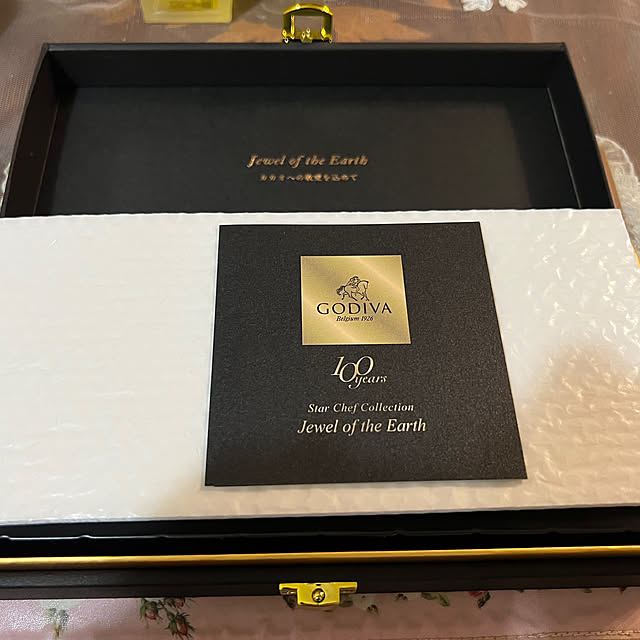 Jewel of the Earth
カカオへの敬愛を込めて
GODIVA
Belgium 1926
100
years
Star Chef Collection
Jewel of the Earth